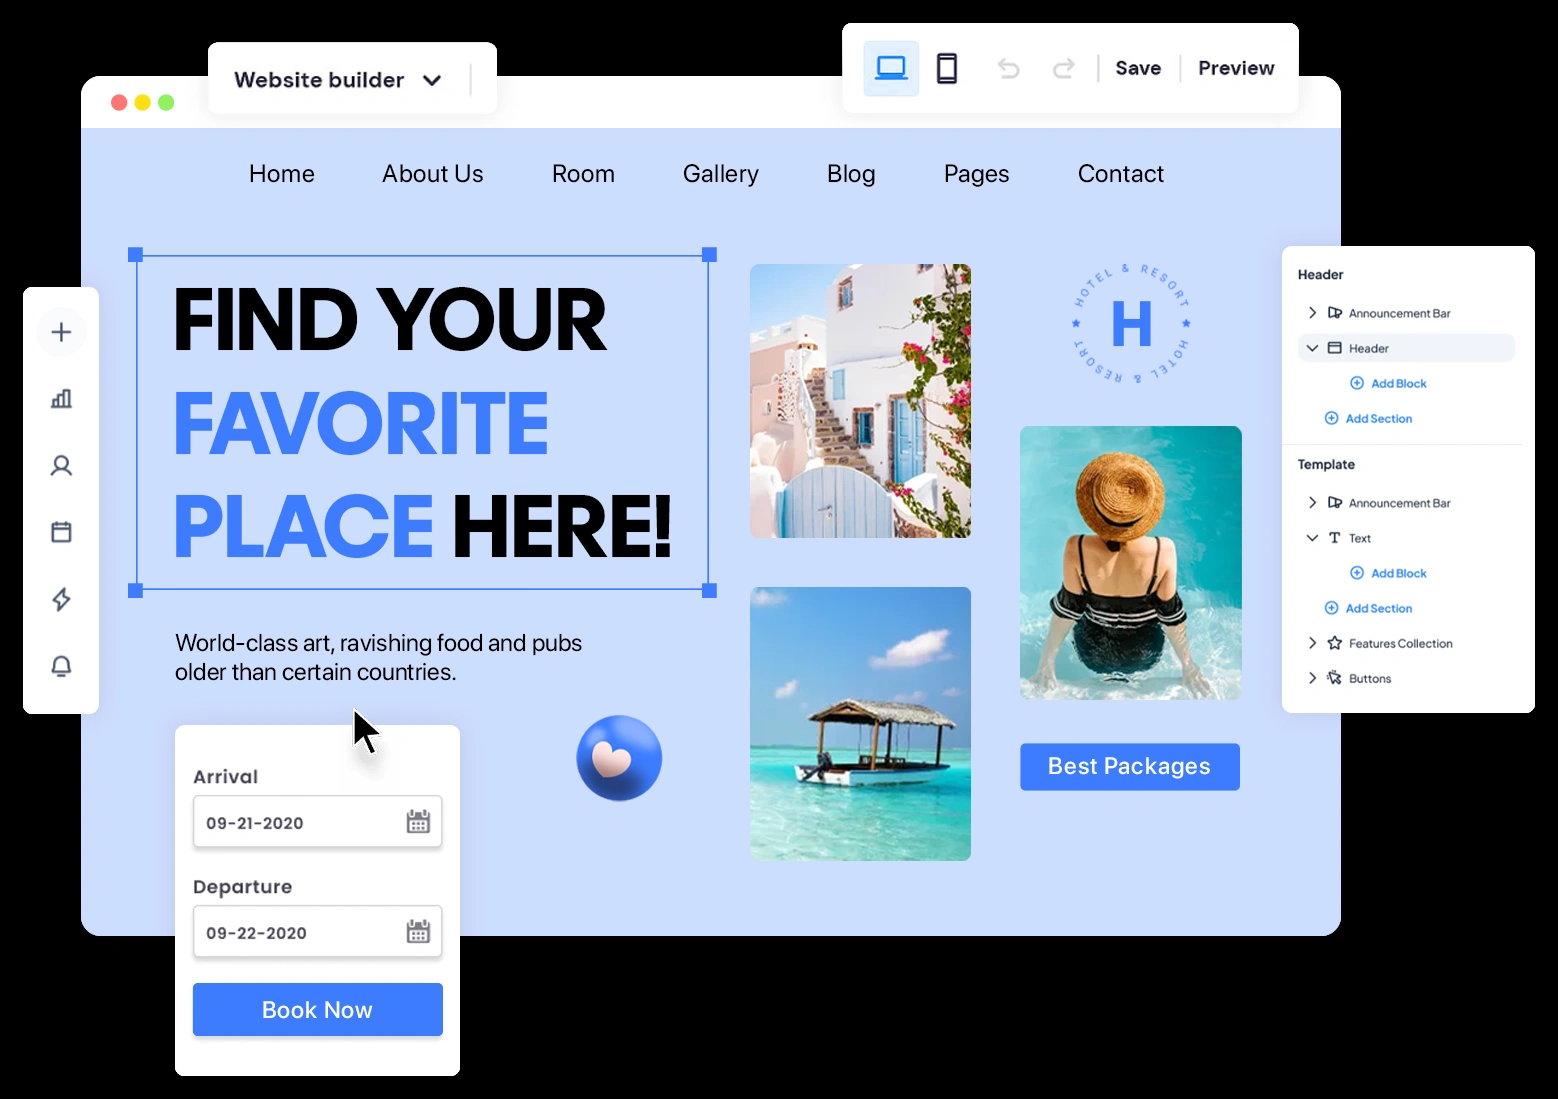 Website builder
Save
Preview
Home
About Us
Room
Gallery
Blog
Pages
Contact
FIND YOUR
FAVORITE
PLACE HERE!
World-class art, ravishing food and pubs
older than certain countries.
Arrival
09-21-2020
Departure
09-22-2020
Book Now
HOTEL & RESORT
H
HOTEL & RESORT
Best Packages
Header
Announcement Bar
Header
Add Block
Add Section
Template
Announcement Bar
Text
Add Block
Add Section
Features Collection
Buttons